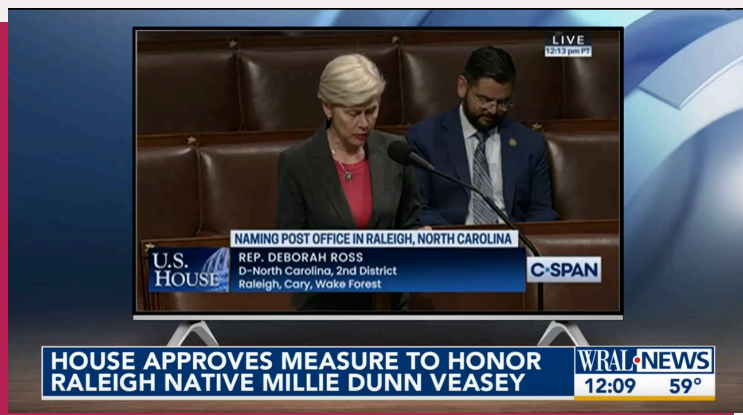 LIVE
12:13 pm PT
NAMING POST OFFICE IN RALEIGH, NORTH CAROLINA
U.S.
HOUSE
REP. DEBORAH ROSS
D-North Carolina, 2nd District
Raleigh, Cary, Wake Forest
C-SPAN
HOUSE APPROVES MEASURE TO HONOR
RALEIGH NATIVE MILLIE DUNN VEASEY
WRAL NEWS
12:09 59°